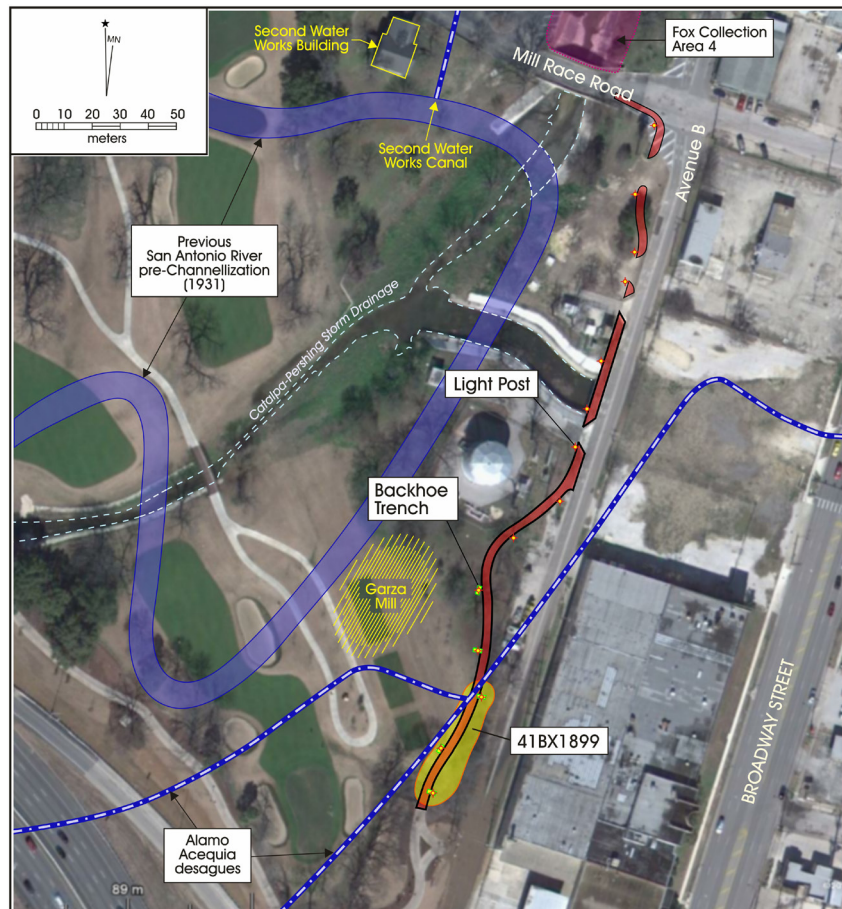 MN
0 10 20 30 40 50
meters
Second Water
Works Building
Fox Collection
Area 4
Mill Race Road
Second Water
Works Canal
Avenue B
Previous
San Antonio River
pre-Channellization
(1931)
Catalpa-Pershing Storm Drainage
Light Post
Backhoe
Trench
Garza
Mill
41BX1899
BROADWAY STREET
Alamo
Acequia
desagues
89 m